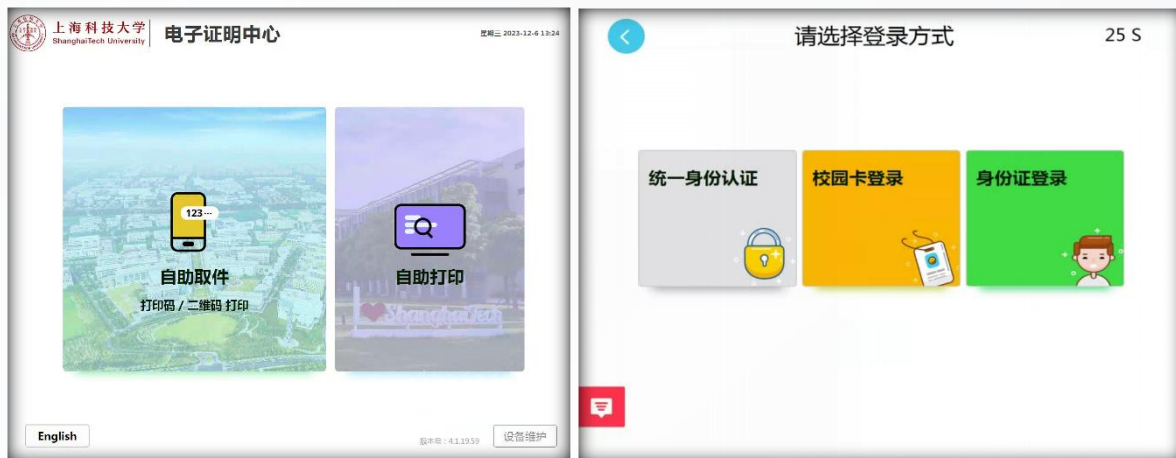 上海科技大学
ShanghaiTech University
电子证明中心
星期三 2023-12-6 13:24
123...
自助取件
打印码 / 二维码 打印
自助打印
ShanghaiTech
English
版本号：4.1.19.59
设备维护
请选择登录方式
25 S
统一身份认证
校园卡登录
身份证登录